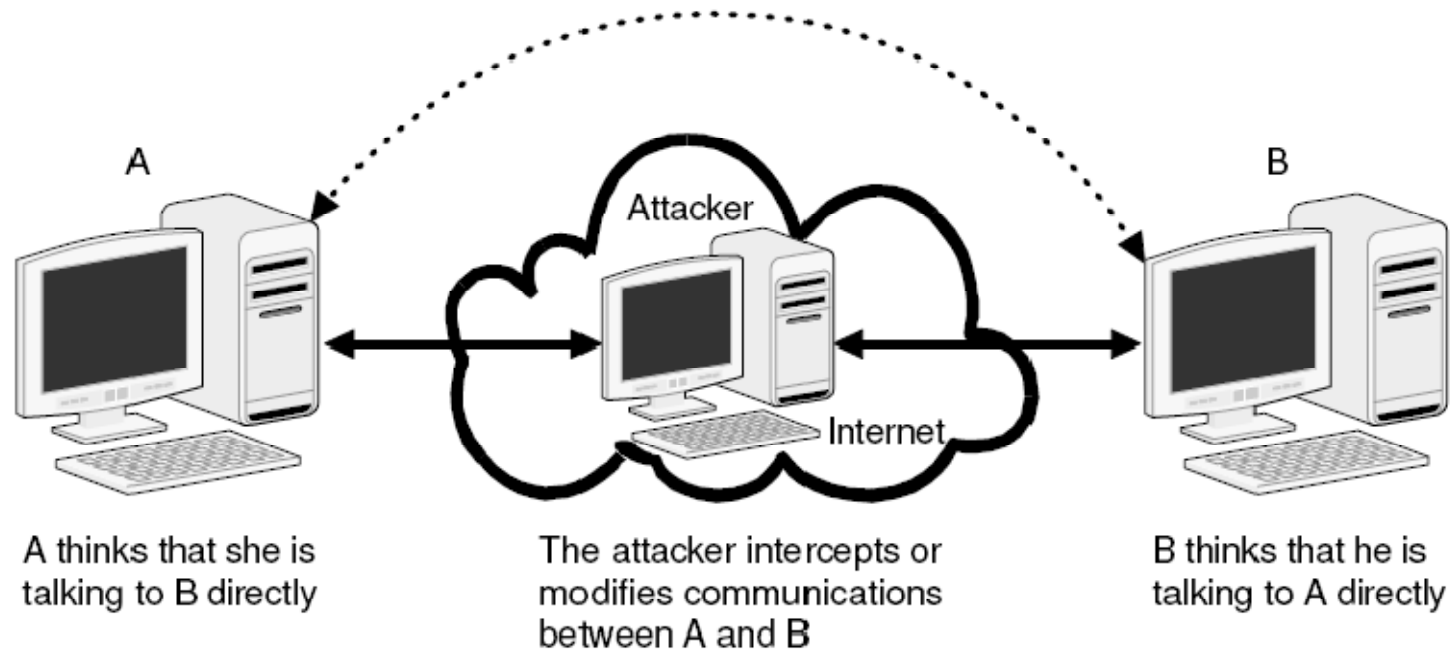 A
B
Attacker
Internet
A thinks that she is
talking to B directly
The attacker intercepts or
modifies communications
between A and B
B thinks that he is
talking to A directly